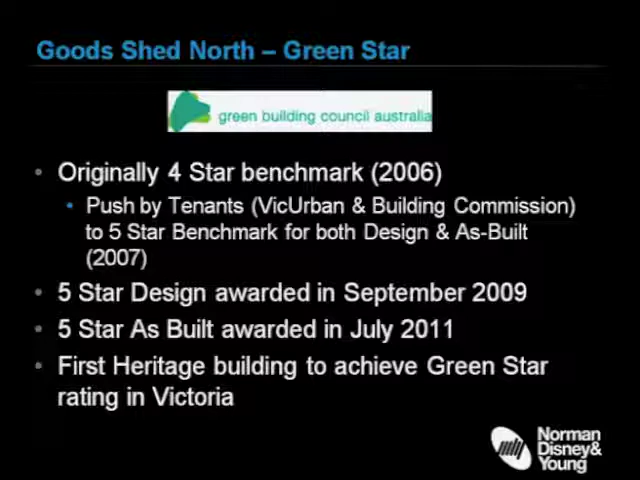 Goods Shed North – Green Star
green building council australia
• Originally 4 Star benchmark (2006)
• Push by Tenants (VicUrban & Building Commission)
to 5 Star Benchmark for both Design & As-Built
(2007)
• 5 Star Design awarded in September 2009
• 5 Star As Built awarded in July 2011
• First Heritage building to achieve Green Star
rating in Victoria
Norman
Disney&
Young